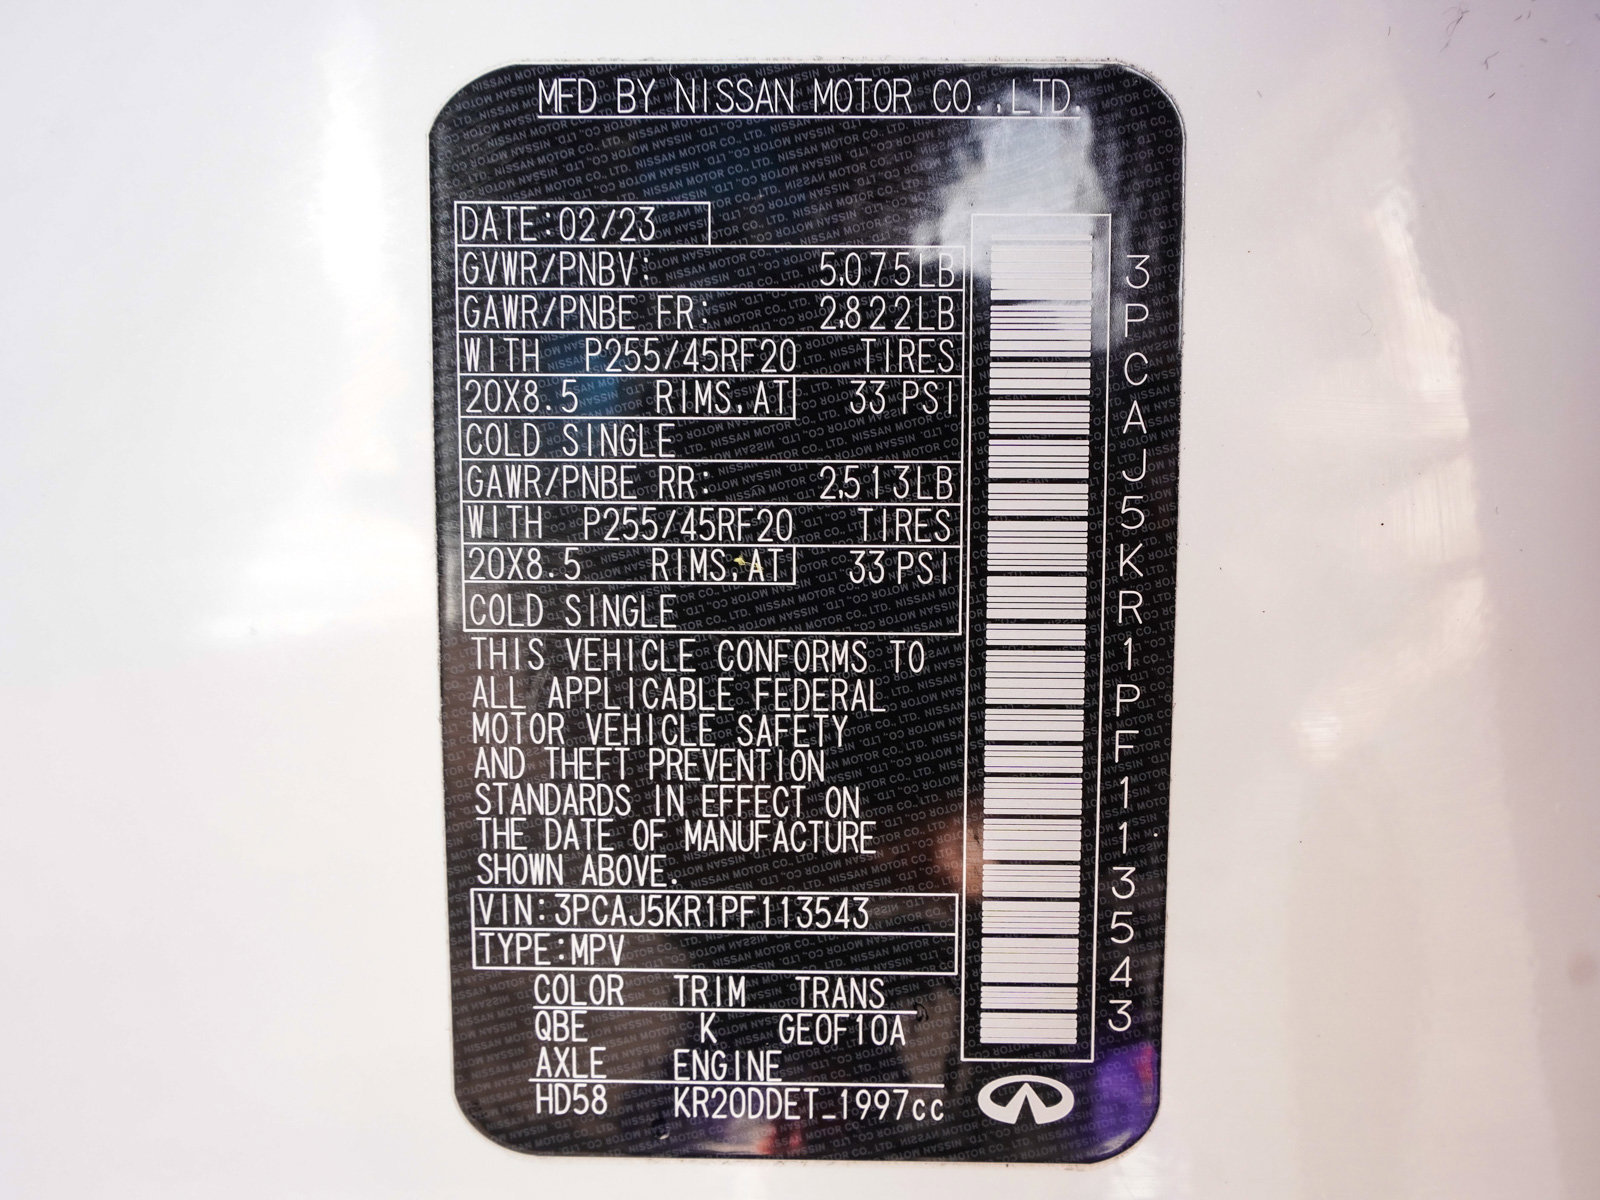 MFD BY NISSAN MOTOR CO.,LTD.
DATE:02/23
GVWR/PNBV: 5,075LB
GAWR/PNBE FR: 2,822LB
WITH P255/45RF20 TIRES
20X8.5 RIMS,AT 33 PSI
COLD SINGLE
GAWR/PNBE RR: 2,513LB
WITH P255/45RF20 TIRES
20X8.5 RIMS,AT 33 PSI
COLD SINGLE
THIS VEHICLE CONFORMS TO
ALL APPLICABLE FEDERAL
MOTOR VEHICLE SAFETY
AND THEFT PREVENTION
STANDARDS IN EFFECT ON
THE DATE OF MANUFACTURE
SHOWN ABOVE.
VIN:3PCAJ5KR1PF113543
TYPE:MPV
COLOR TRIM TRANS
QBE K GE0F10A
AXLE ENGINE
HD58 KR20DDET_1997cc
3PCAJ5KR1PF113543